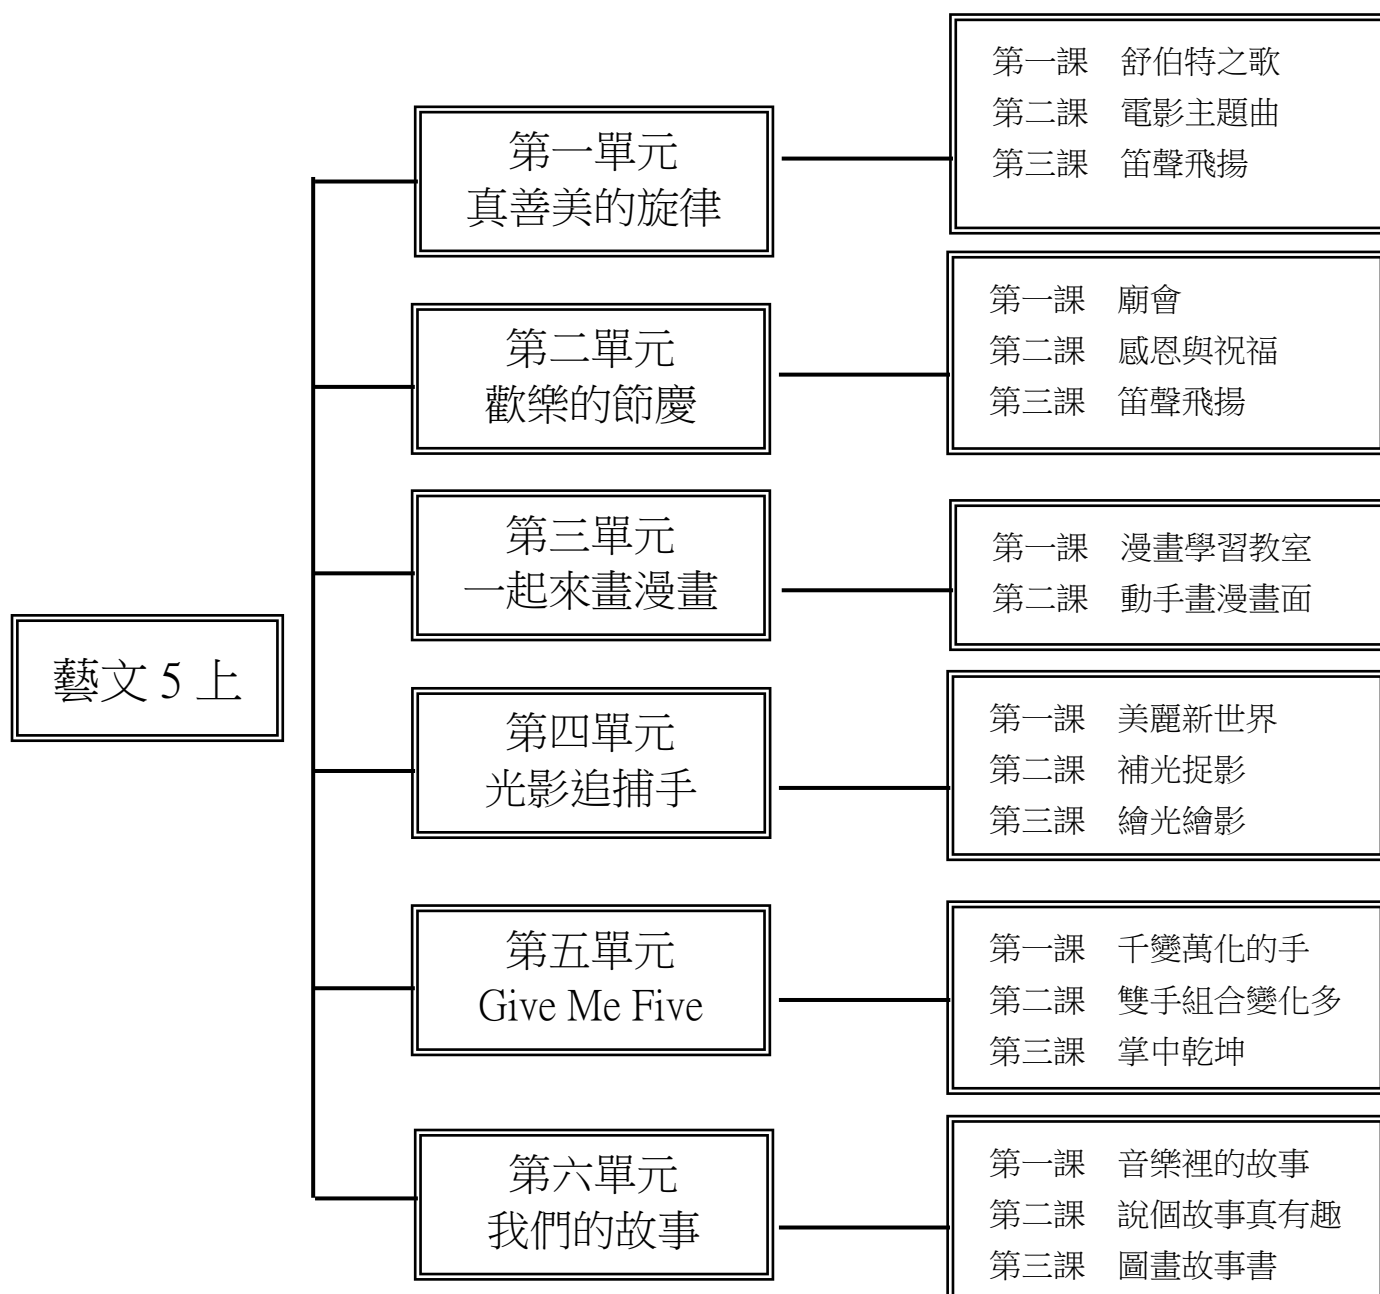 藝文 5 上
第一單元
真善美的旋律
第一課　舒伯特之歌
第二課　電影主題曲
第三課　笛聲飛揚
第二單元
歡樂的節慶
第一課　廟會
第二課　感恩與祝福
第三課　笛聲飛揚
第三單元
一起來畫漫畫
第一課　漫畫學習教室
第二課　動手畫漫畫面
第四單元
光影追捕手
第一課　美麗新世界
第二課　補光捉影
第三課　繪光繪影
第五單元
Give Me Five
第一課　千變萬化的手
第二課　雙手組合變化多
第三課　掌中乾坤
第六單元
我們的故事
第一課　音樂裡的故事
第二課　說個故事真有趣
第三課　圖畫故事書